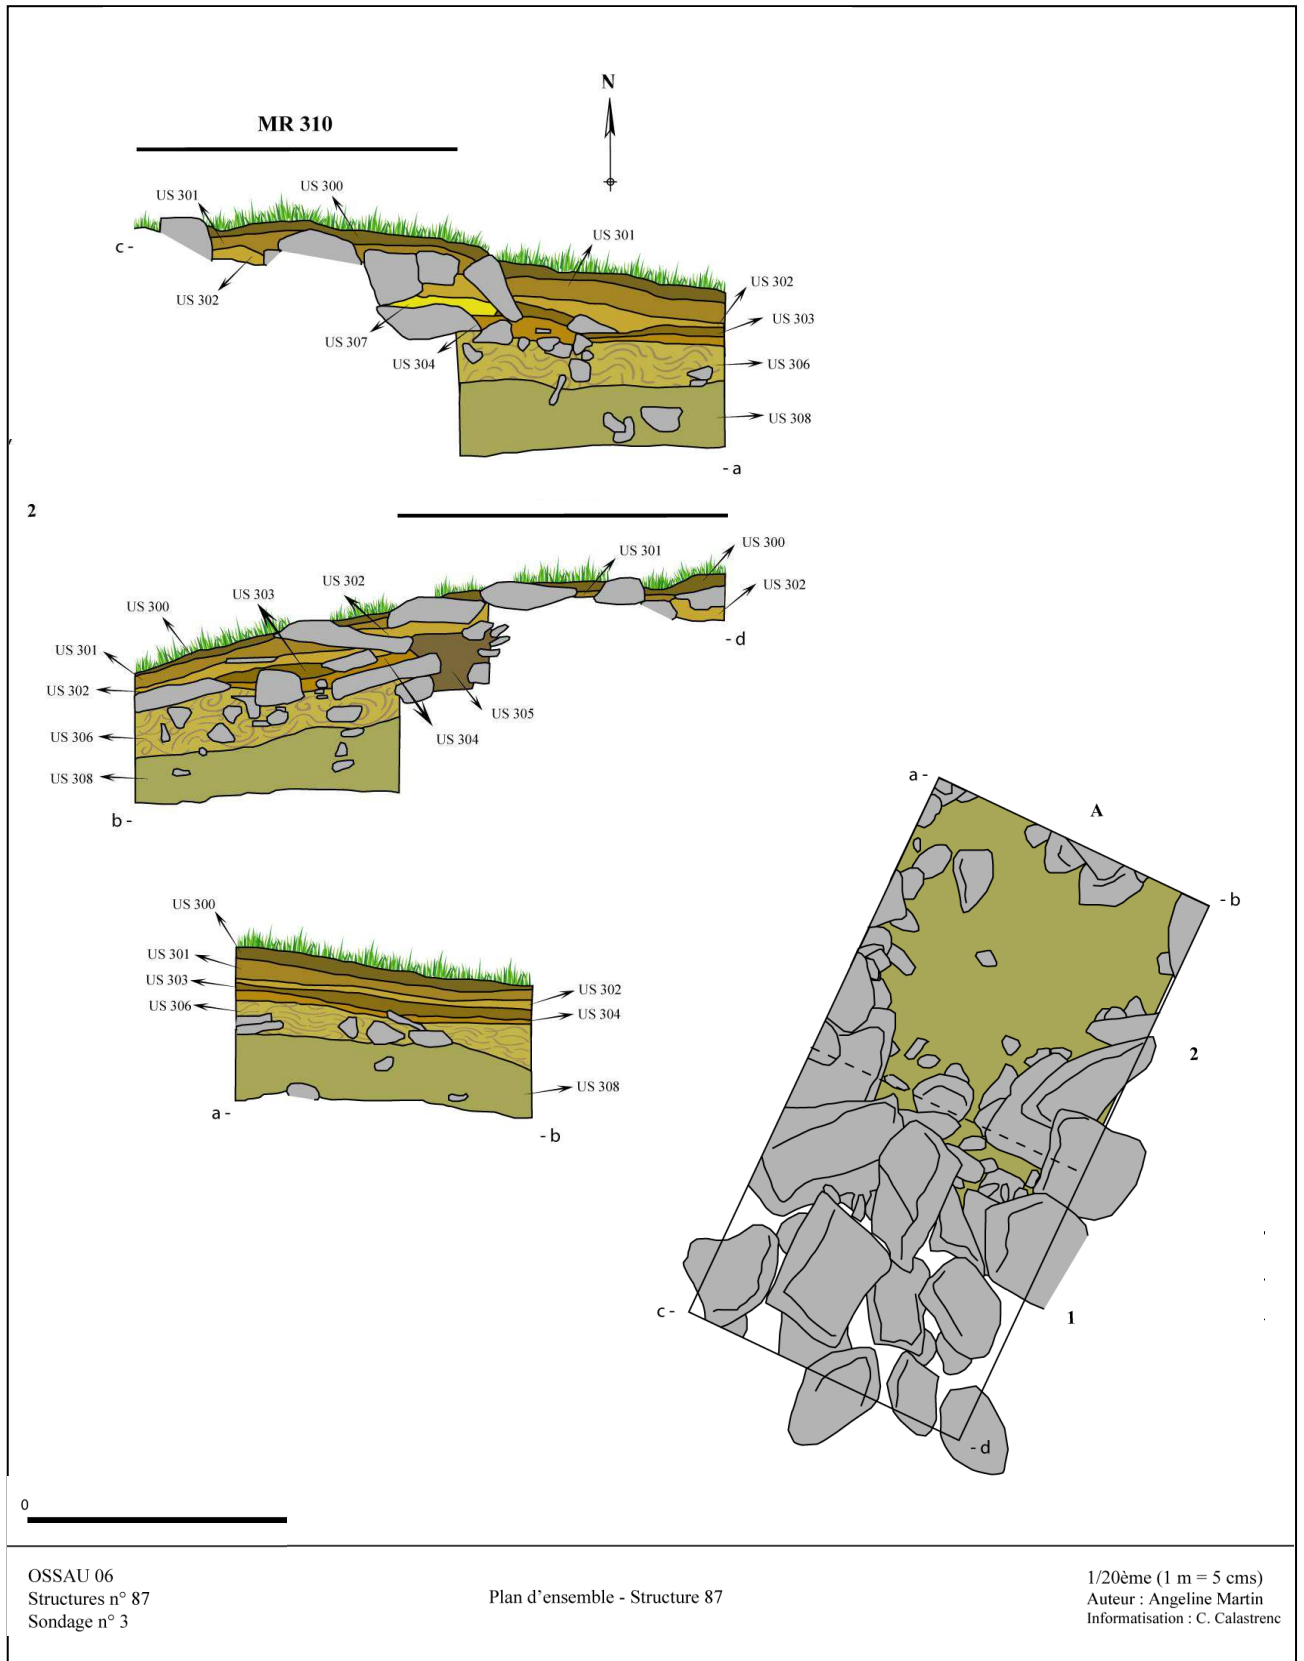 N
MR 310
US 301
US 300
c -
US 301
US 302
US 302
US 303
US 307
US 304
US 306
US 308
- a
2
US 300
US 301
US 302
US 302
US 303
US 300
- d
US 301
US 302
US 305
US 306
US 304
US 308
b -
a -
A
- b
US 300
US 301
US 303
US 302
US 306
US 304
2
US 308
a -
- b
c -
1
- d
0
OSSAU 06
Structures n° 87
Sondage n° 3
Plan d'ensemble - Structure 87
1/20ème (1 m = 5 cms)
Auteur : Angeline Martin
Informatisation : C. Calastrenc